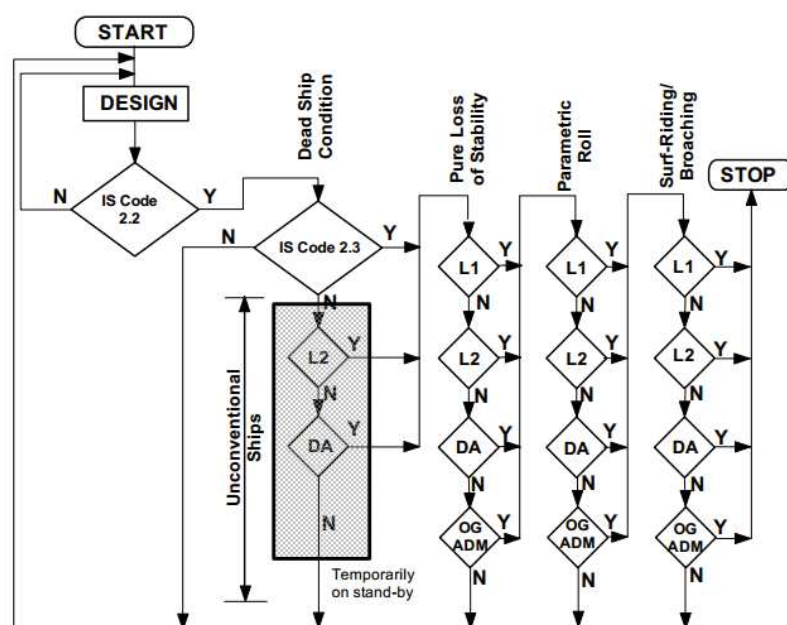 START
DESIGN
N
IS Code
2.2
Y
Dead Ship
Condition
N
IS Code 2.3
Y
N
L2
Y
N
DA
Y
N
Unconventional
Ships
Temporarily
on stand-by
Pure Loss
of Stability
L1
Y
N
L2
Y
N
DA
Y
N
OG
ADM
Y
N
Parametric
Roll
L1
Y
N
L2
Y
N
DA
Y
N
OG
ADM
Y
N
Surf-Riding/
Broaching
L1
Y
N
L2
Y
N
DA
Y
N
OG
ADM
Y
N
STOP